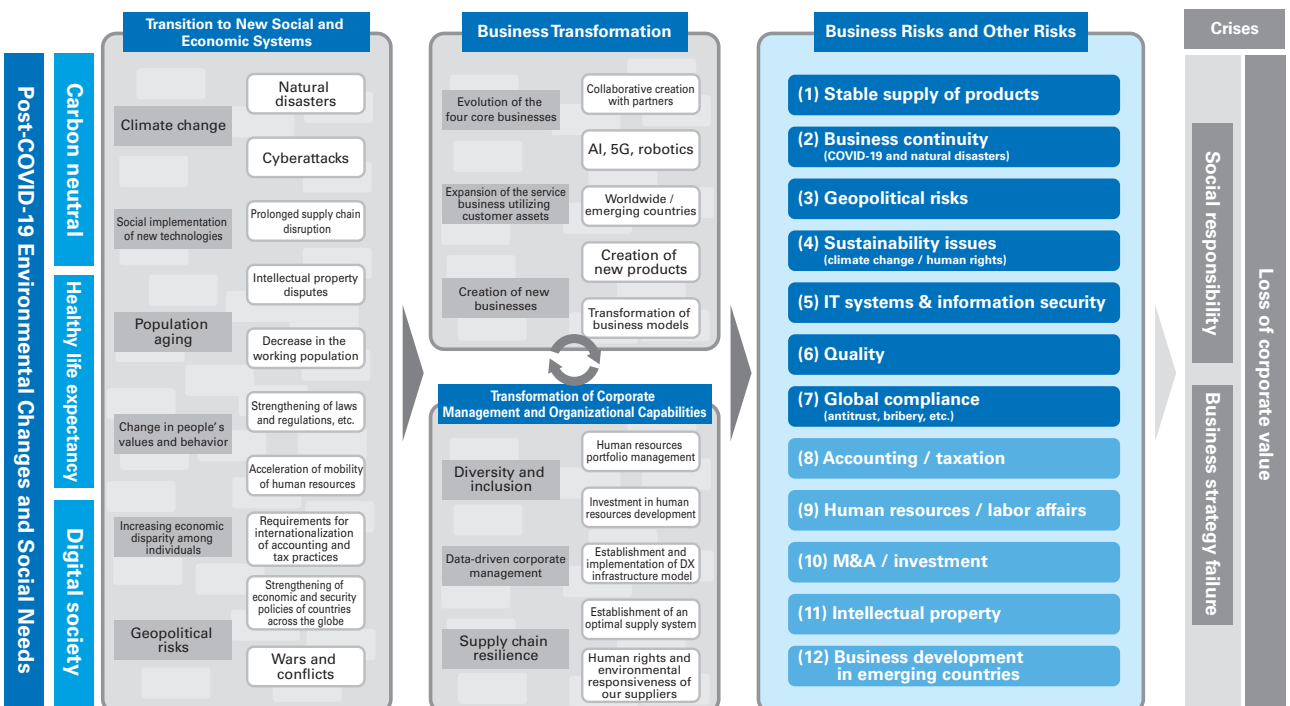 Post-COVID-19 Environmental Changes and Social Needs
Carbon neutral
Healthy life expectancy
Digital society
Transition to New Social and
Economic Systems
Climate change
Social implementation
of new technologies
Population
aging
Change in people's
values and behavior
Increasing economic
disparity among
individuals
Geopolitical
risks
Natural
disasters
Cyberattacks
Prolonged supply chain
disruption
Intellectual property
disputes
Decrease in the
working population
Strengthening of laws
and regulations, etc.
Acceleration of mobility
of human resources
Requirements for
internationalization
of accounting and
tax practices
Strengthening of
economic and security
policies of countries
across the globe
Wars and
conflicts
Business Transformation
Evolution of the
four core businesses
Expansion of the service
business utilizing
customer assets
Creation of new
businesses
Collaborative creation
with partners
AI, 5G, robotics
Worldwide /
emerging countries
Creation of
new products
Transformation of
business models
Transformation of Corporate
Management and Organizational Capabilities
Diversity and
inclusion
Data-driven corporate
management
Supply chain
resilience
Human resources
portfolio management
Investment in human
resources development
Establishment and
implementation of DX
infrastructure model
Establishment of an
optimal supply system
Human rights and
environmental
responsiveness of
our suppliers
Business Risks and Other Risks
(1) Stable supply of products
(2) Business continuity
(COVID-19 and natural disasters)
(3) Geopolitical risks
(4) Sustainability issues
(climate change / human rights)
(5) IT systems & information security
(6) Quality
(7) Global compliance
(antitrust, bribery, etc.)
(8) Accounting / taxation
(9) Human resources / labor affairs
(10) M&A / investment
(11) Intellectual property
(12) Business development
in emerging countries
Crises
Social responsibility
Business strategy failure
Loss of corporate value